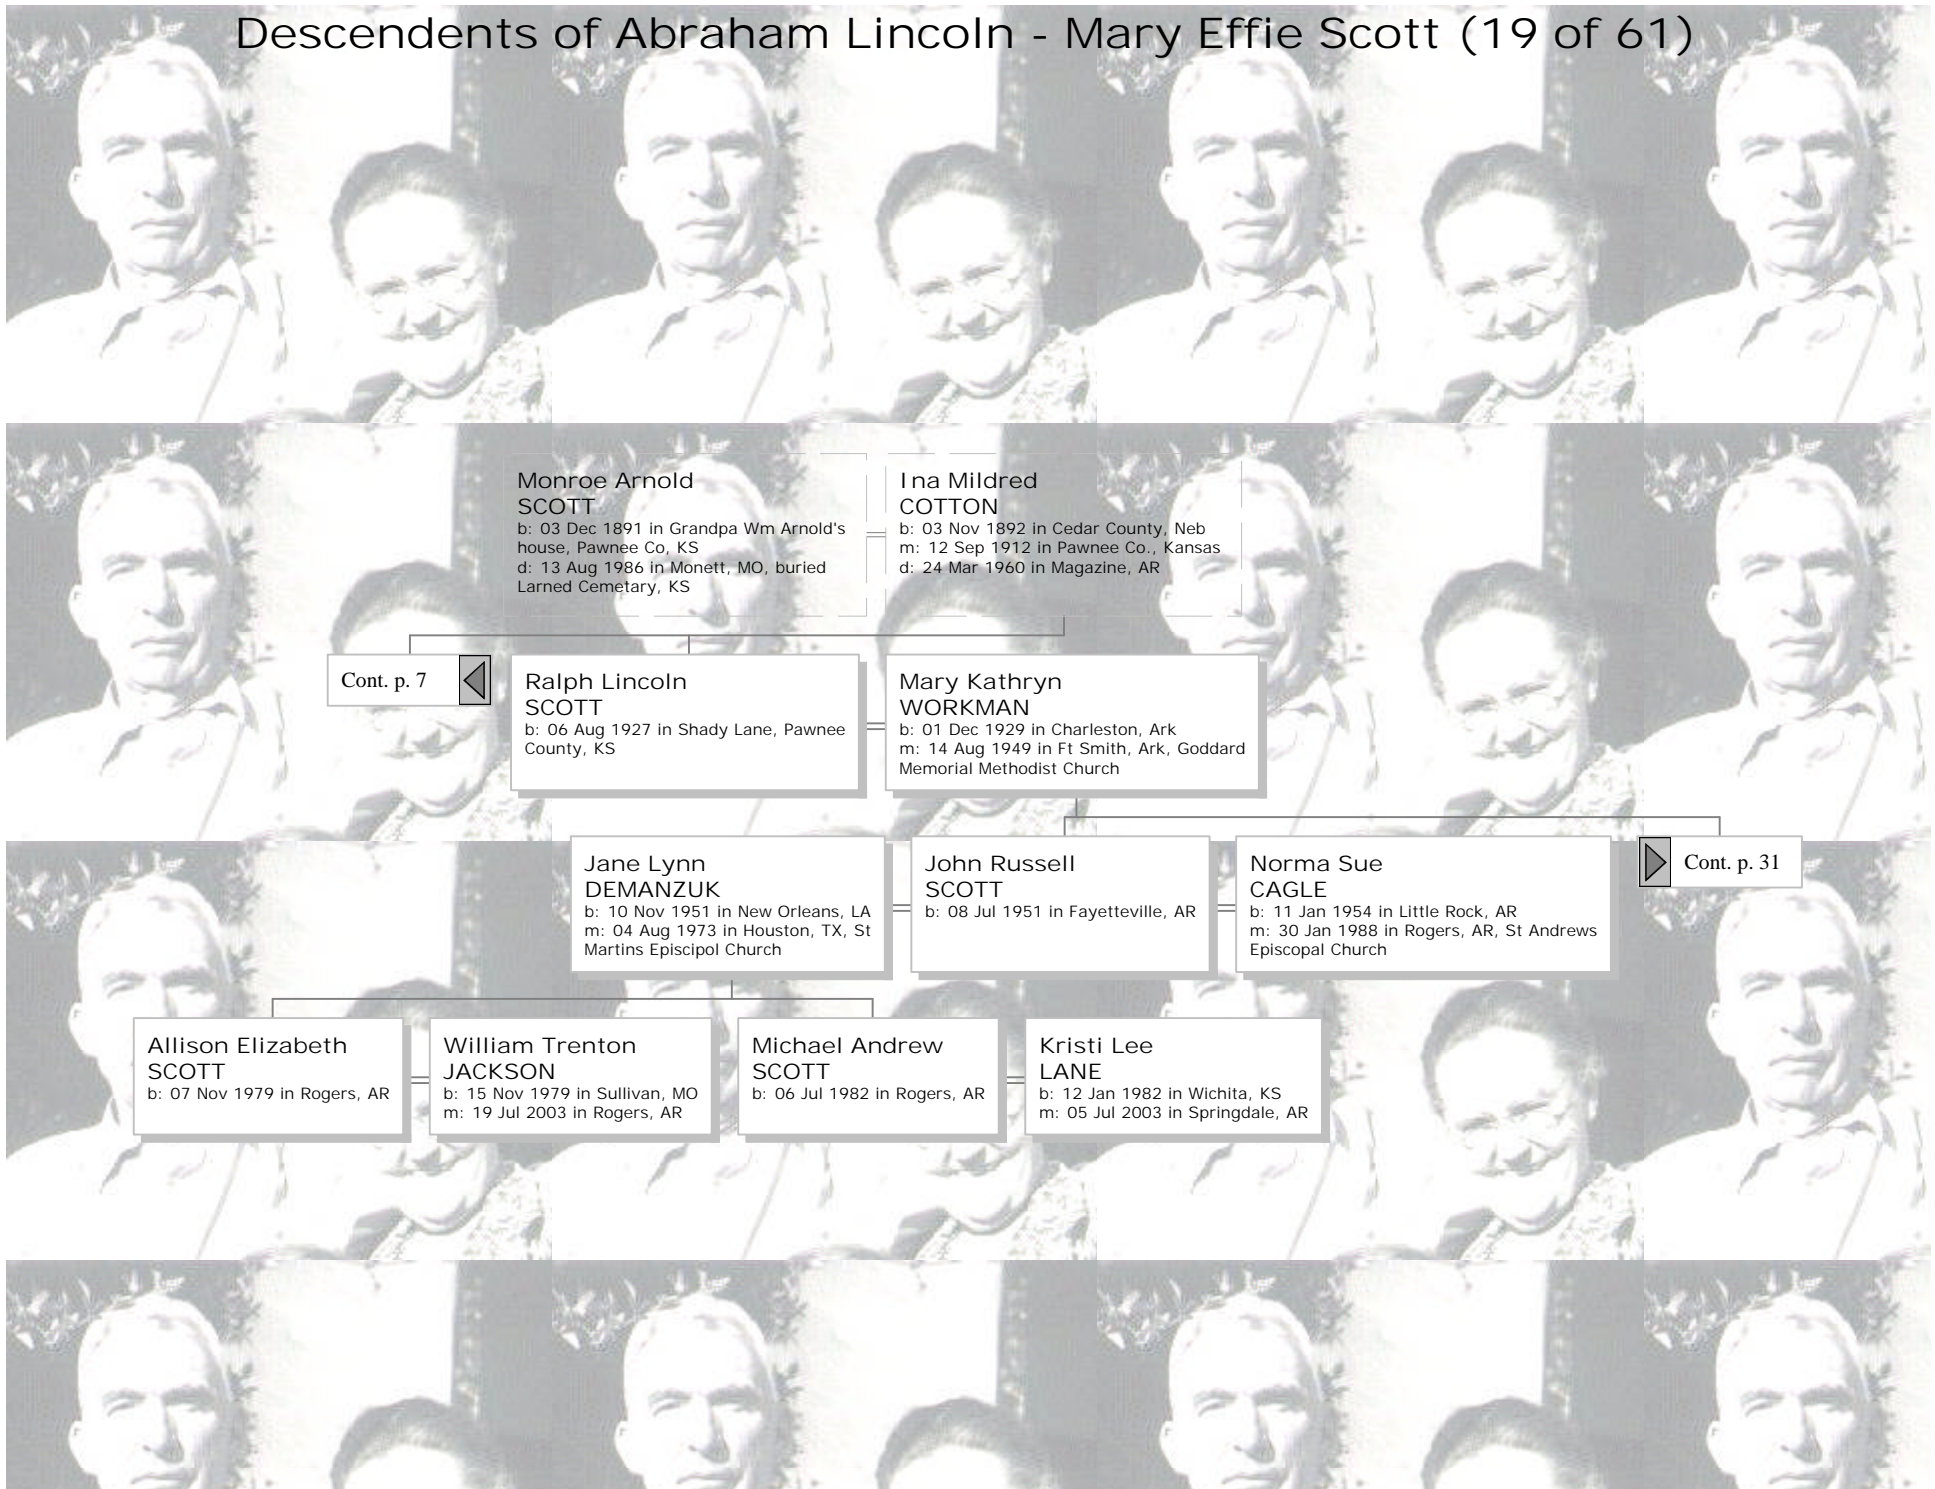 Descendents of Abraham Lincoln - Mary Effie Scott (19 of 61)
Monroe Arnold
SCOTT
b: 03 Dec 1891 in Grandpa Wm Arnold's
house, Pawnee Co, KS
d: 13 Aug 1986 in Monett, MO, buried
Larned Cemetary, KS
Ina Mildred
COTTON
b: 03 Nov 1892 in Cedar County, Neb
m: 12 Sep 1912 in Pawnee Co., Kansas
d: 24 Mar 1960 in Magazine, AR
Cont. p. 7
Ralph Lincoln
SCOTT
b: 06 Aug 1927 in Shady Lane, Pawnee
County, KS
Mary Kathryn
WORKMAN
b: 01 Dec 1929 in Charleston, Ark
m: 14 Aug 1949 in Ft Smith, Ark, Goddard
Memorial Methodist Church
Jane Lynn
DEMANZUK
b: 10 Nov 1951 in New Orleans, LA
m: 04 Aug 1973 in Houston, TX, St
Martins Episcipol Church
John Russell
SCOTT
b: 08 Jul 1951 in Fayetteville, AR
Norma Sue
CAGLE
b: 11 Jan 1954 in Little Rock, AR
m: 30 Jan 1988 in Rogers, AR, St Andrews
Episcopal Church
Cont. p. 31
Allison Elizabeth
SCOTT
b: 07 Nov 1979 in Rogers, AR
William Trenton
JACKSON
b: 15 Nov 1979 in Sullivan, MO
m: 19 Jul 2003 in Rogers, AR
Michael Andrew
SCOTT
b: 06 Jul 1982 in Rogers, AR
Kristi Lee
LANE
b: 12 Jan 1982 in Wichita, KS
m: 05 Jul 2003 in Springdale, AR